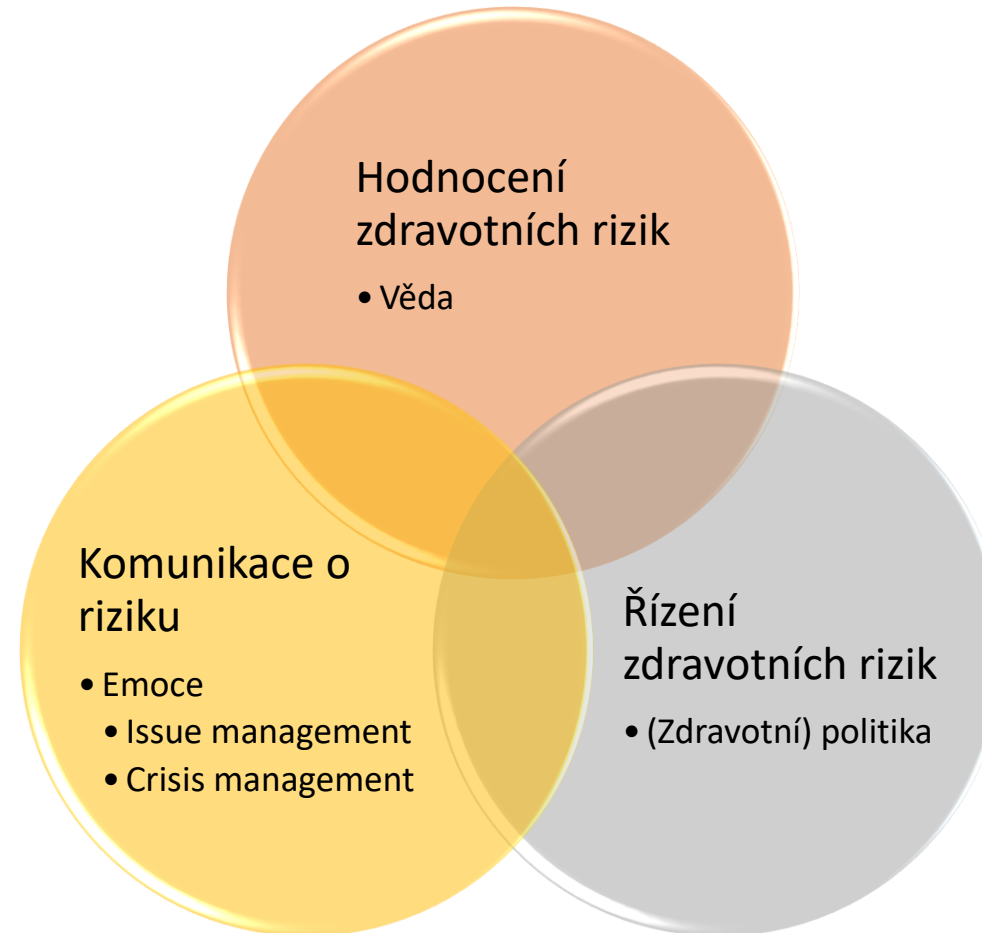 Hodnocení
zdravotních rizik
• Věda
Komunikace o
riziku
• Emoce
• Issue management
• Crisis management
Řízení
zdravotních rizik
• (Zdravotní) politika